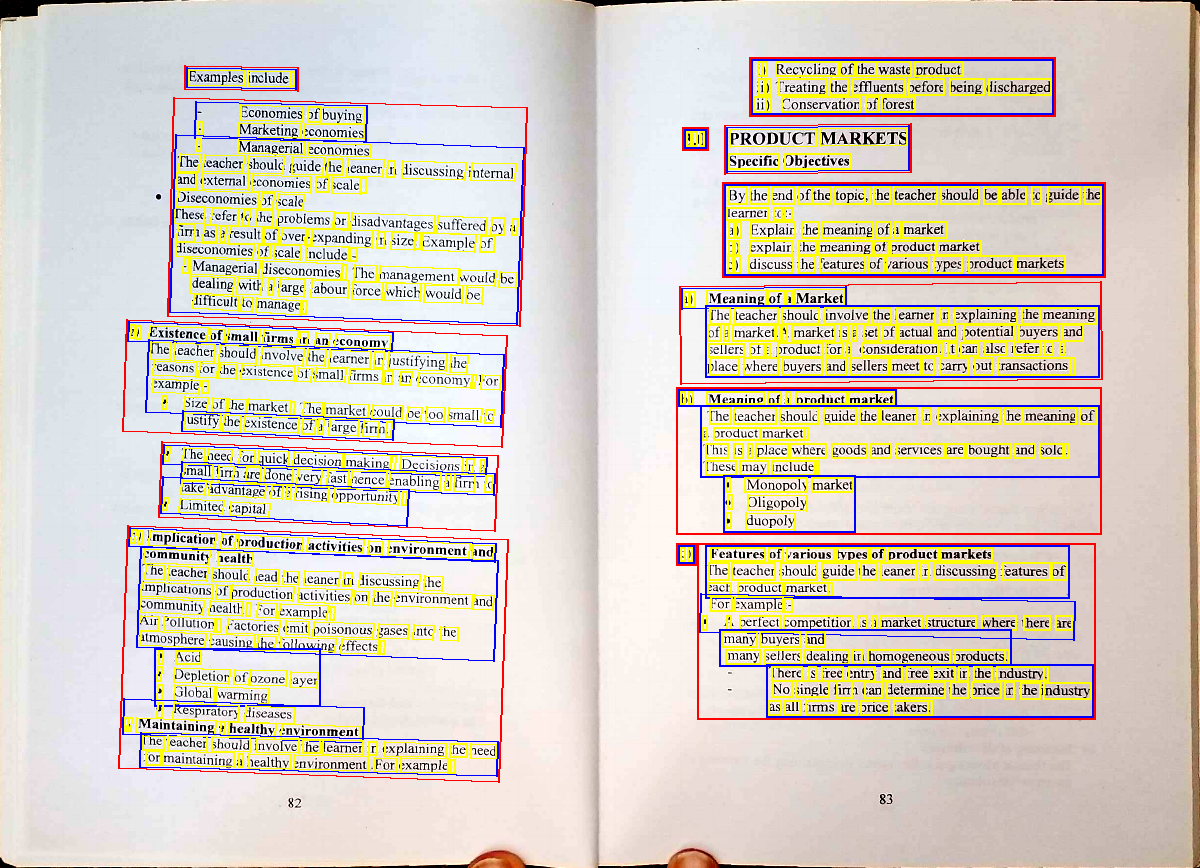 Examples include
- Economies of buying
- Marketing economies
- Managerial economies
The teacher should guide the leaner in discussing internal
and external economies of scale
• Diseconomies of scale
These refer to the problems or disadvantages suffered by a
firm as a result of over-expanding in size. Example of
diseconomies of scale include -
- Managerial diseconomies. The management would be
dealing with a large labour force which would be
difficult to manage
Existence of small firms in an economy
The teacher should involve the learner in justifying the
reasons for the existence of small firms in an economy. For
example -
• Size of the market. The market could be too small to
justify the existence of a large firm.
• The need for quick decision making. Decisions in a
small firm are done very fast hence enabling a firm to
take advantage of a rising opportunity
• Limited capital
Implication of production activities on environment and
community health
The teacher should lead the leaner in discussing the
implications of production activities on the environment and
community health. For example
Air Pollution. Factories emit poisonous gases into the
atmosphere causing the following effects
• Acid
• Depletion of ozone layer
• Global warming
• Respiratory diseases
Maintaining a healthy environment
The teacher should involve the learner in explaining the need
for maintaining a healthy environment .For example
82
i) Recycling of the waste product
ii) Treating the effluents before being discharged
iii) Conservation of forest
PRODUCT MARKETS
Specific Objectives
By the end of the topic, the teacher should be able to guide the
learner to:-
a) Explain the meaning of a market
b) explain the meaning of product market
c) discuss the features of various types product markets
a) Meaning of a Market
The teacher should involve the learner in explaining the meaning
of a market. A market is a set of actual and potential buyers and
sellers of a product for a consideration. It can also refer to a
place where buyers and sellers meet to carry out transactions
b) Meaning of a product market
The teacher should guide the leaner in explaining the meaning of
a product market
This is a place where goods and services are bought and sold.
These may include
• Monopoly market
• Oligopoly
• duopoly
c) Features of various types of product markets
The teacher should guide the leaner in discussing features of
each product market.
For example -
• A perfect competition is a market structure where there are
many buyers and
many sellers dealing in homogeneous products.
- There is free entry and free exit in the industry.
- No single firm can determine the price in the industry
as all firms are price takers.
83